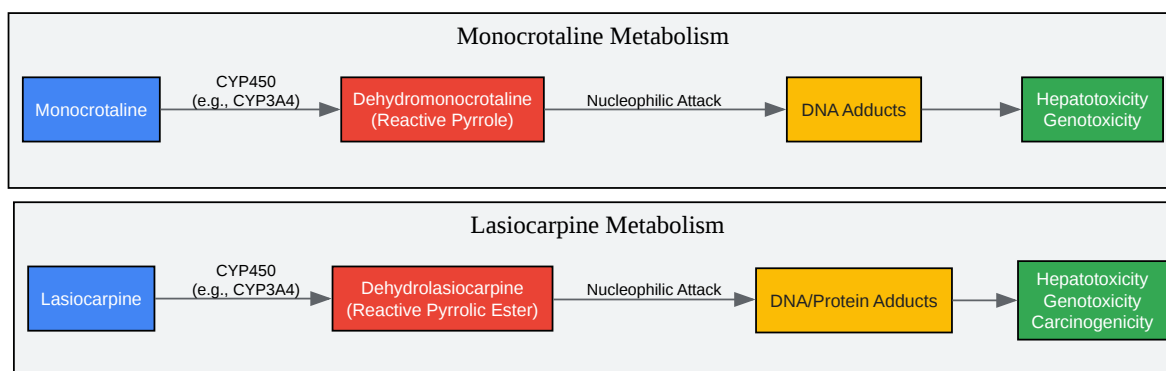 Monocrotaline Metabolism
CYP450
(e.g., CYP3A4)
Monocrotaline
Dehydromonocrotaline
(Reactive Pyrrole)
Nucleophilic Attack
DNA Adducts
Hepatotoxicity
Genotoxicity
Lasiocarpine Metabolism
CYP450
(e.g., CYP3A4)
Lasiocarpine
Dehydrolasiocarpine
(Reactive Pyrrolic Ester)
Nucleophilic Attack
DNA/Protein Adducts
Hepatotoxicity
Genotoxicity
Carcinogenicity